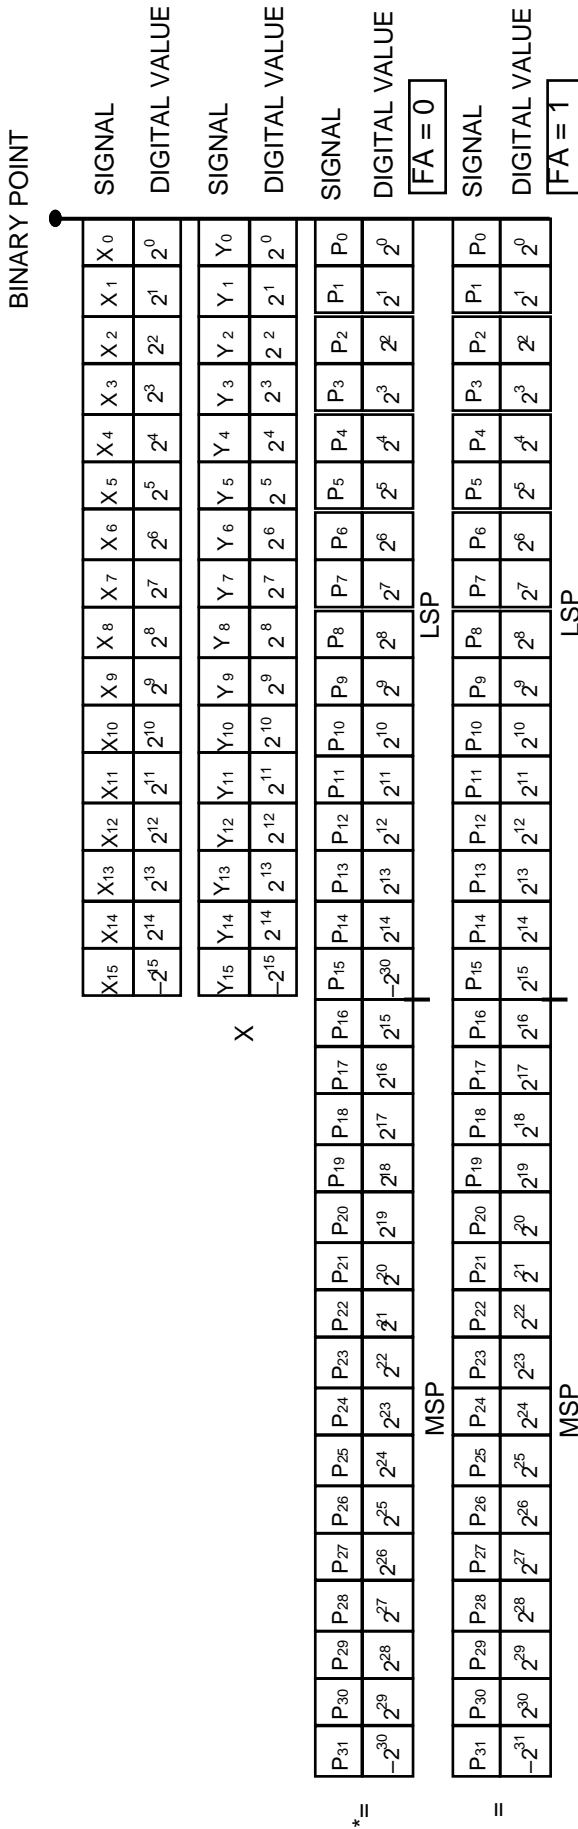 BINARY POINT
X15 X14 X13 X12 X11 X10 X9 X8 X7 X6 X5 X4 X3 X2 X1 X0 SIGNAL
–2^15 2^14 2^13 2^12 2^11 2^10 2^9 2^8 2^7 2^6 2^5 2^4 2^3 2^2 2^1 2^0 DIGITAL VALUE
X Y15 Y14 Y13 Y12 Y11 Y10 Y9 Y8 Y7 Y6 Y5 Y4 Y3 Y2 Y1 Y0 SIGNAL
–2^15 2^14 2^13 2^12 2^11 2^10 2^9 2^8 2^7 2^6 2^5 2^4 2^3 2^2 2^1 2^0 DIGITAL VALUE
P31 P30 P29 P28 P27 P26 P25 P24 P23 P22 P21 P20 P19 P18 P17 P16 P15 P14 P13 P12 P11 P10 P9 P8 P7 P6 P5 P4 P3 P2 P1 P0 SIGNAL
*= –2^30 2^29 2^28 2^27 2^26 2^25 2^24 2^23 2^22 2^21 2^20 2^19 2^18 2^17 2^16 2^15 –2^30 2^14 2^13 2^12 2^11 2^10 2^9 2^8 2^7 2^6 2^5 2^4 2^3 2^2 2^1 2^0 DIGITAL VALUE
MSP LSP FA = 0
P31 P30 P29 P28 P27 P26 P25 P24 P23 P22 P21 P20 P19 P18 P17 P16 P15 P14 P13 P12 P11 P10 P9 P8 P7 P6 P5 P4 P3 P2 P1 P0 SIGNAL
= –2^31 2^30 2^29 2^28 2^27 2^26 2^25 2^24 2^23 2^22 2^21 2^20 2^19 2^18 2^17 2^16 2^15 2^14 2^13 2^12 2^11 2^10 2^9 2^8 2^7 2^6 2^5 2^4 2^3 2^2 2^1 2^0 DIGITAL VALUE
MSP LSP FA = 1